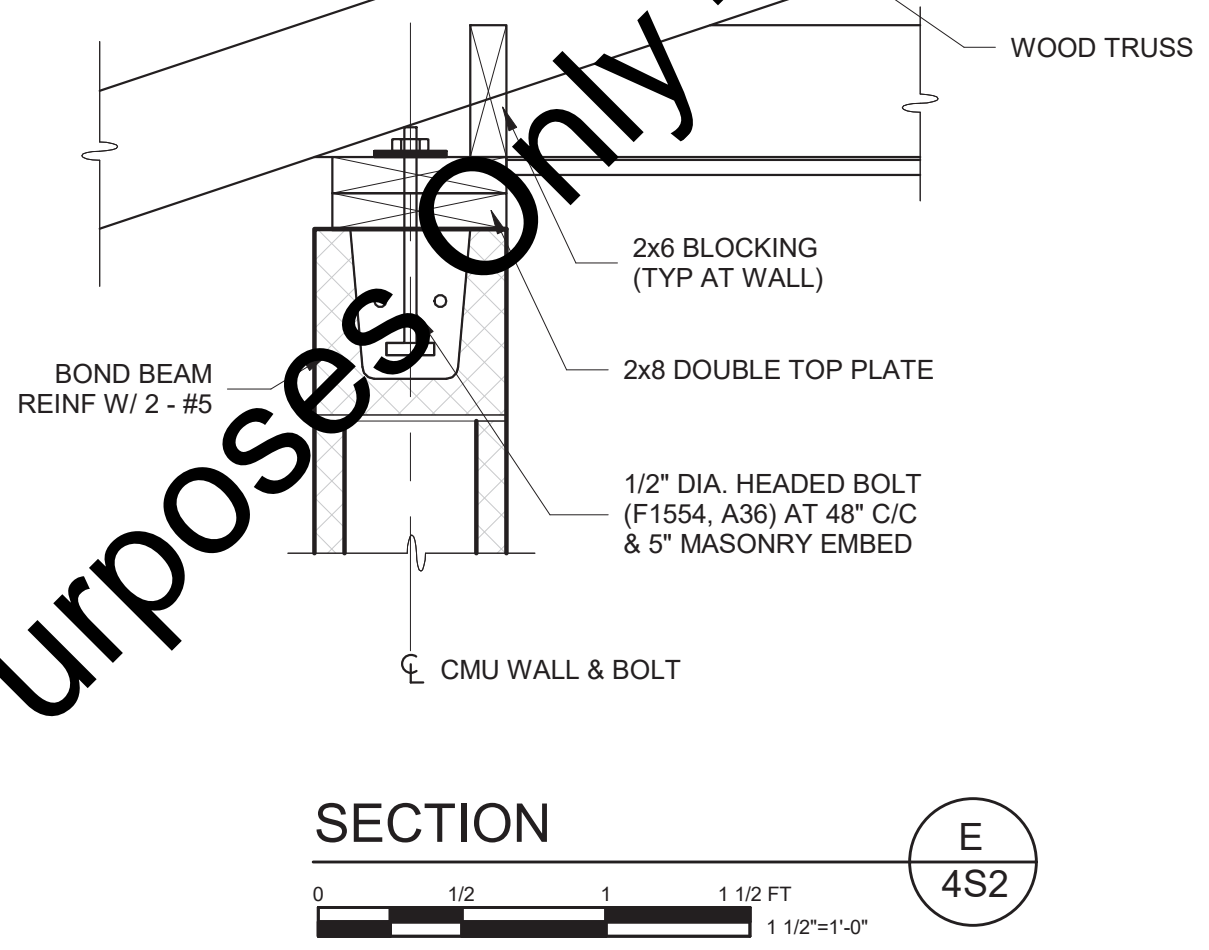 WOOD TRUSS
2x6 BLOCKING
(TYP AT WALL)
BOND BEAM
REINF W/ 2 - #5
2x8 DOUBLE TOP PLATE
1/2" DIA. HEADED BOLT
(F1554, A36) AT 48" C/C
& 5" MASONRY EMBED
℄ CMU WALL & BOLT
urposes Only
SECTION
E
4S2
0 1/2 1 1 1/2 FT
1 1/2"=1'-0"